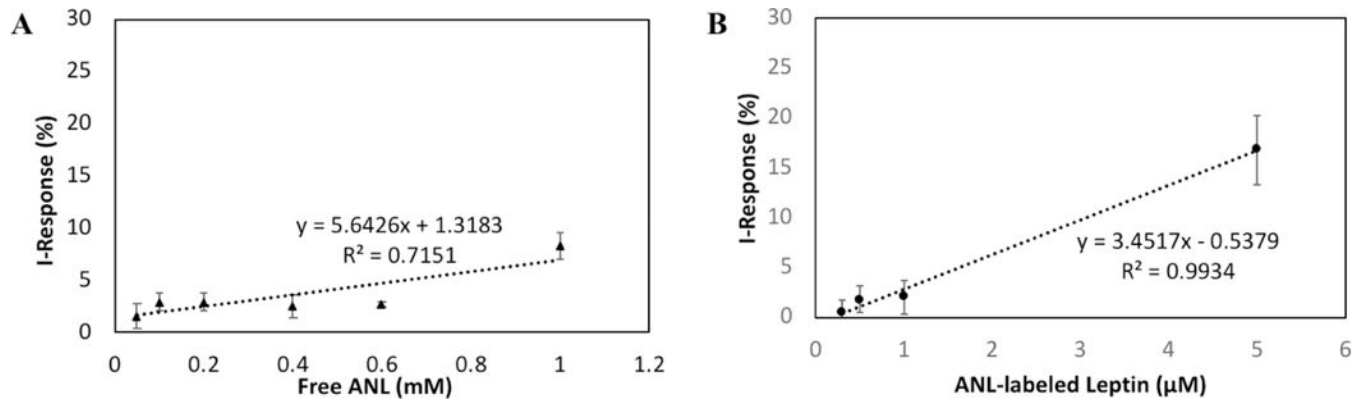 A
I-Response (%)
30
25
20
15
10
5
0
y = 5.6426x + 1.3183
R² = 0.7151
0 0.2 0.4 0.6 0.8 1 1.2
Free ANL (mM)
B
I-Response (%)
30
25
20
15
10
5
0
y = 3.4517x - 0.5379
R² = 0.9934
0 1 2 3 4 5 6
ANL-labeled Leptin (μM)